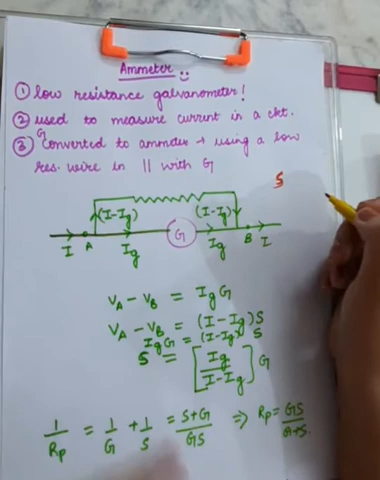 Ammeter
① low resistance galvanometer!
② used to measure current in a ckt.
③ G Converted to ammeter → using a low
res. wire in || with G
S
(I-Ig) (I-Ig)
G
I A Ig Ig B I
VA - VB = IgG
VA - VB = (I-Ig)S
IgG = (I-Ig) S
S = [Ig/I-Ig] G
1/Rp = 1/G + 1/S = S+G/GS ⇒ Rp = GS/G+S.